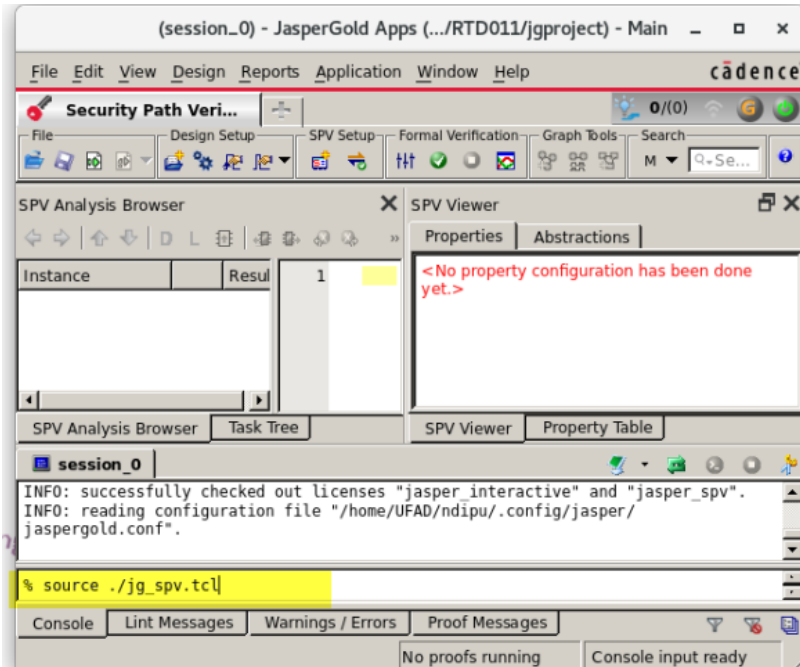 (session_0) - JasperGold Apps (.../RTD011/jgproject) - Main
File Edit View Design Reports Application Window Help cādence
Security Path Veri... 0/(0) G
File Design Setup SPV Setup Formal Verification Graph Tools Search
M Se...
SPV Analysis Browser
SPV Viewer
D L
»
Properties Abstractions
Instance Resul
1
<No property configuration has been done
yet.>
SPV Analysis Browser Task Tree
SPV Viewer Property Table
session_0
INFO: successfully checked out licenses "jasper_interactive" and "jasper_spv".
INFO: reading configuration file "/home/UFAD/ndipu/.config/jasper/
jaspergold.conf".
% source ./jg_spv.tcl
Console Lint Messages Warnings / Errors Proof Messages
No proofs running Console input ready